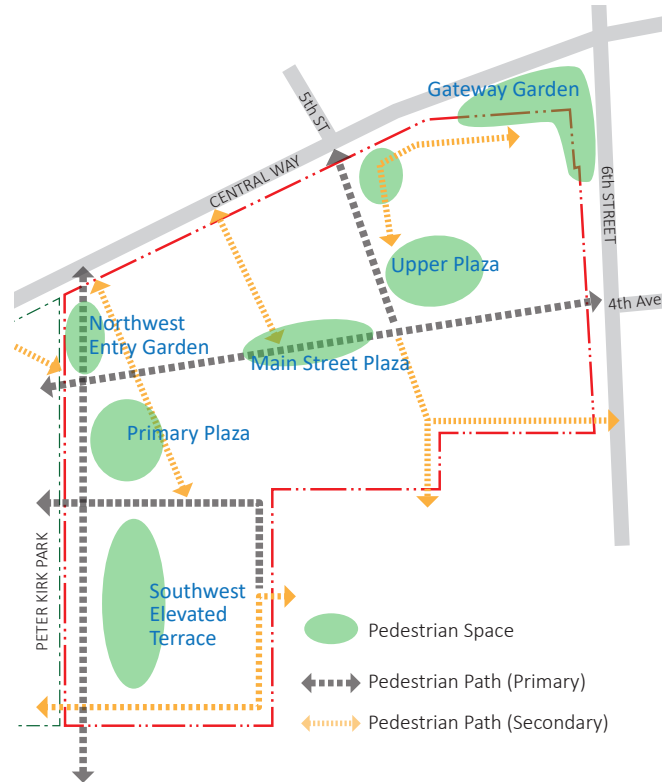 5th ST
Gateway Garden
CENTRAL WAY
6th STREET
Upper Plaza
4th Ave
Northwest
Entry Garden
Main Street Plaza
Primary Plaza
PETER KIRK PARK
Southwest
Elevated
Terrace
Pedestrian Space
Pedestrian Path (Primary)
Pedestrian Path (Secondary)